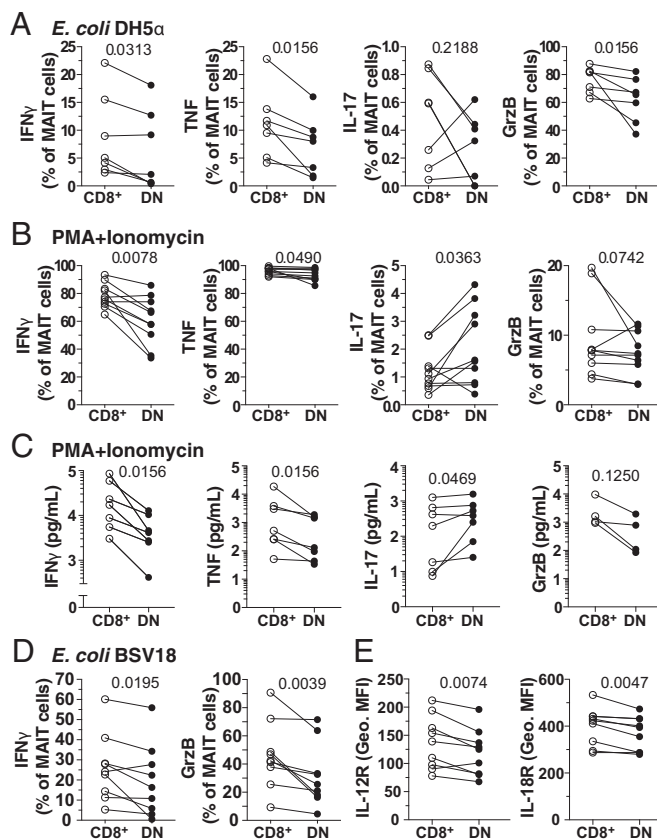 A E. coli DH5α
0.0313
IFNγ
(% of MAIT cells)
25
20
15
10
5
0
CD8+ DN
0.0156
TNF
(% of MAIT cells)
25
20
15
10
5
0
CD8+ DN
0.2188
IL-17
(% of MAIT cells)
1.0
0.8
0.6
0.4
0.2
0.0
CD8+ DN
0.0156
GrzB
(% of MAIT cells)
100
80
60
40
20
0
CD8+ DN
B PMA+Ionomycin
0.0078
IFNγ
(% of MAIT cells)
100
80
60
40
20
0
CD8+ DN
0.0490
TNF
(% of MAIT cells)
100
80
60
40
20
0
CD8+ DN
0.0363
IL-17
(% of MAIT cells)
5
4
3
2
1
0.0
CD8+ DN
0.0742
GrzB
(% of MAIT cells)
20
10
0
CD8+ DN
C PMA+Ionomycin
0.0156
IFNγ (pg/mL)
5
4
3
0
CD8+ DN
0.0156
TNF (pg/mL)
5
4
3
2
1
0
CD8+ DN
0.0469
IL-17 (pg/mL)
4
3
2
1
0
CD8+ DN
0.1250
GrzB (pg/mL)
5
4
3
2
1
0
CD8+ DN
D E. coli BSV18
0.0195
IFNγ
(% of MAIT cells)
70
60
50
40
30
20
10
0
CD8+ DN
0.0039
GrzB
(% of MAIT cells)
100
80
60
40
20
0
CD8+ DN
E
0.0074
IL-12R (Geo. MFI)
250
200
150
100
50
0
CD8+ DN
0.0047
IL-18R (Geo. MFI)
600
400
200
0
CD8+ DN